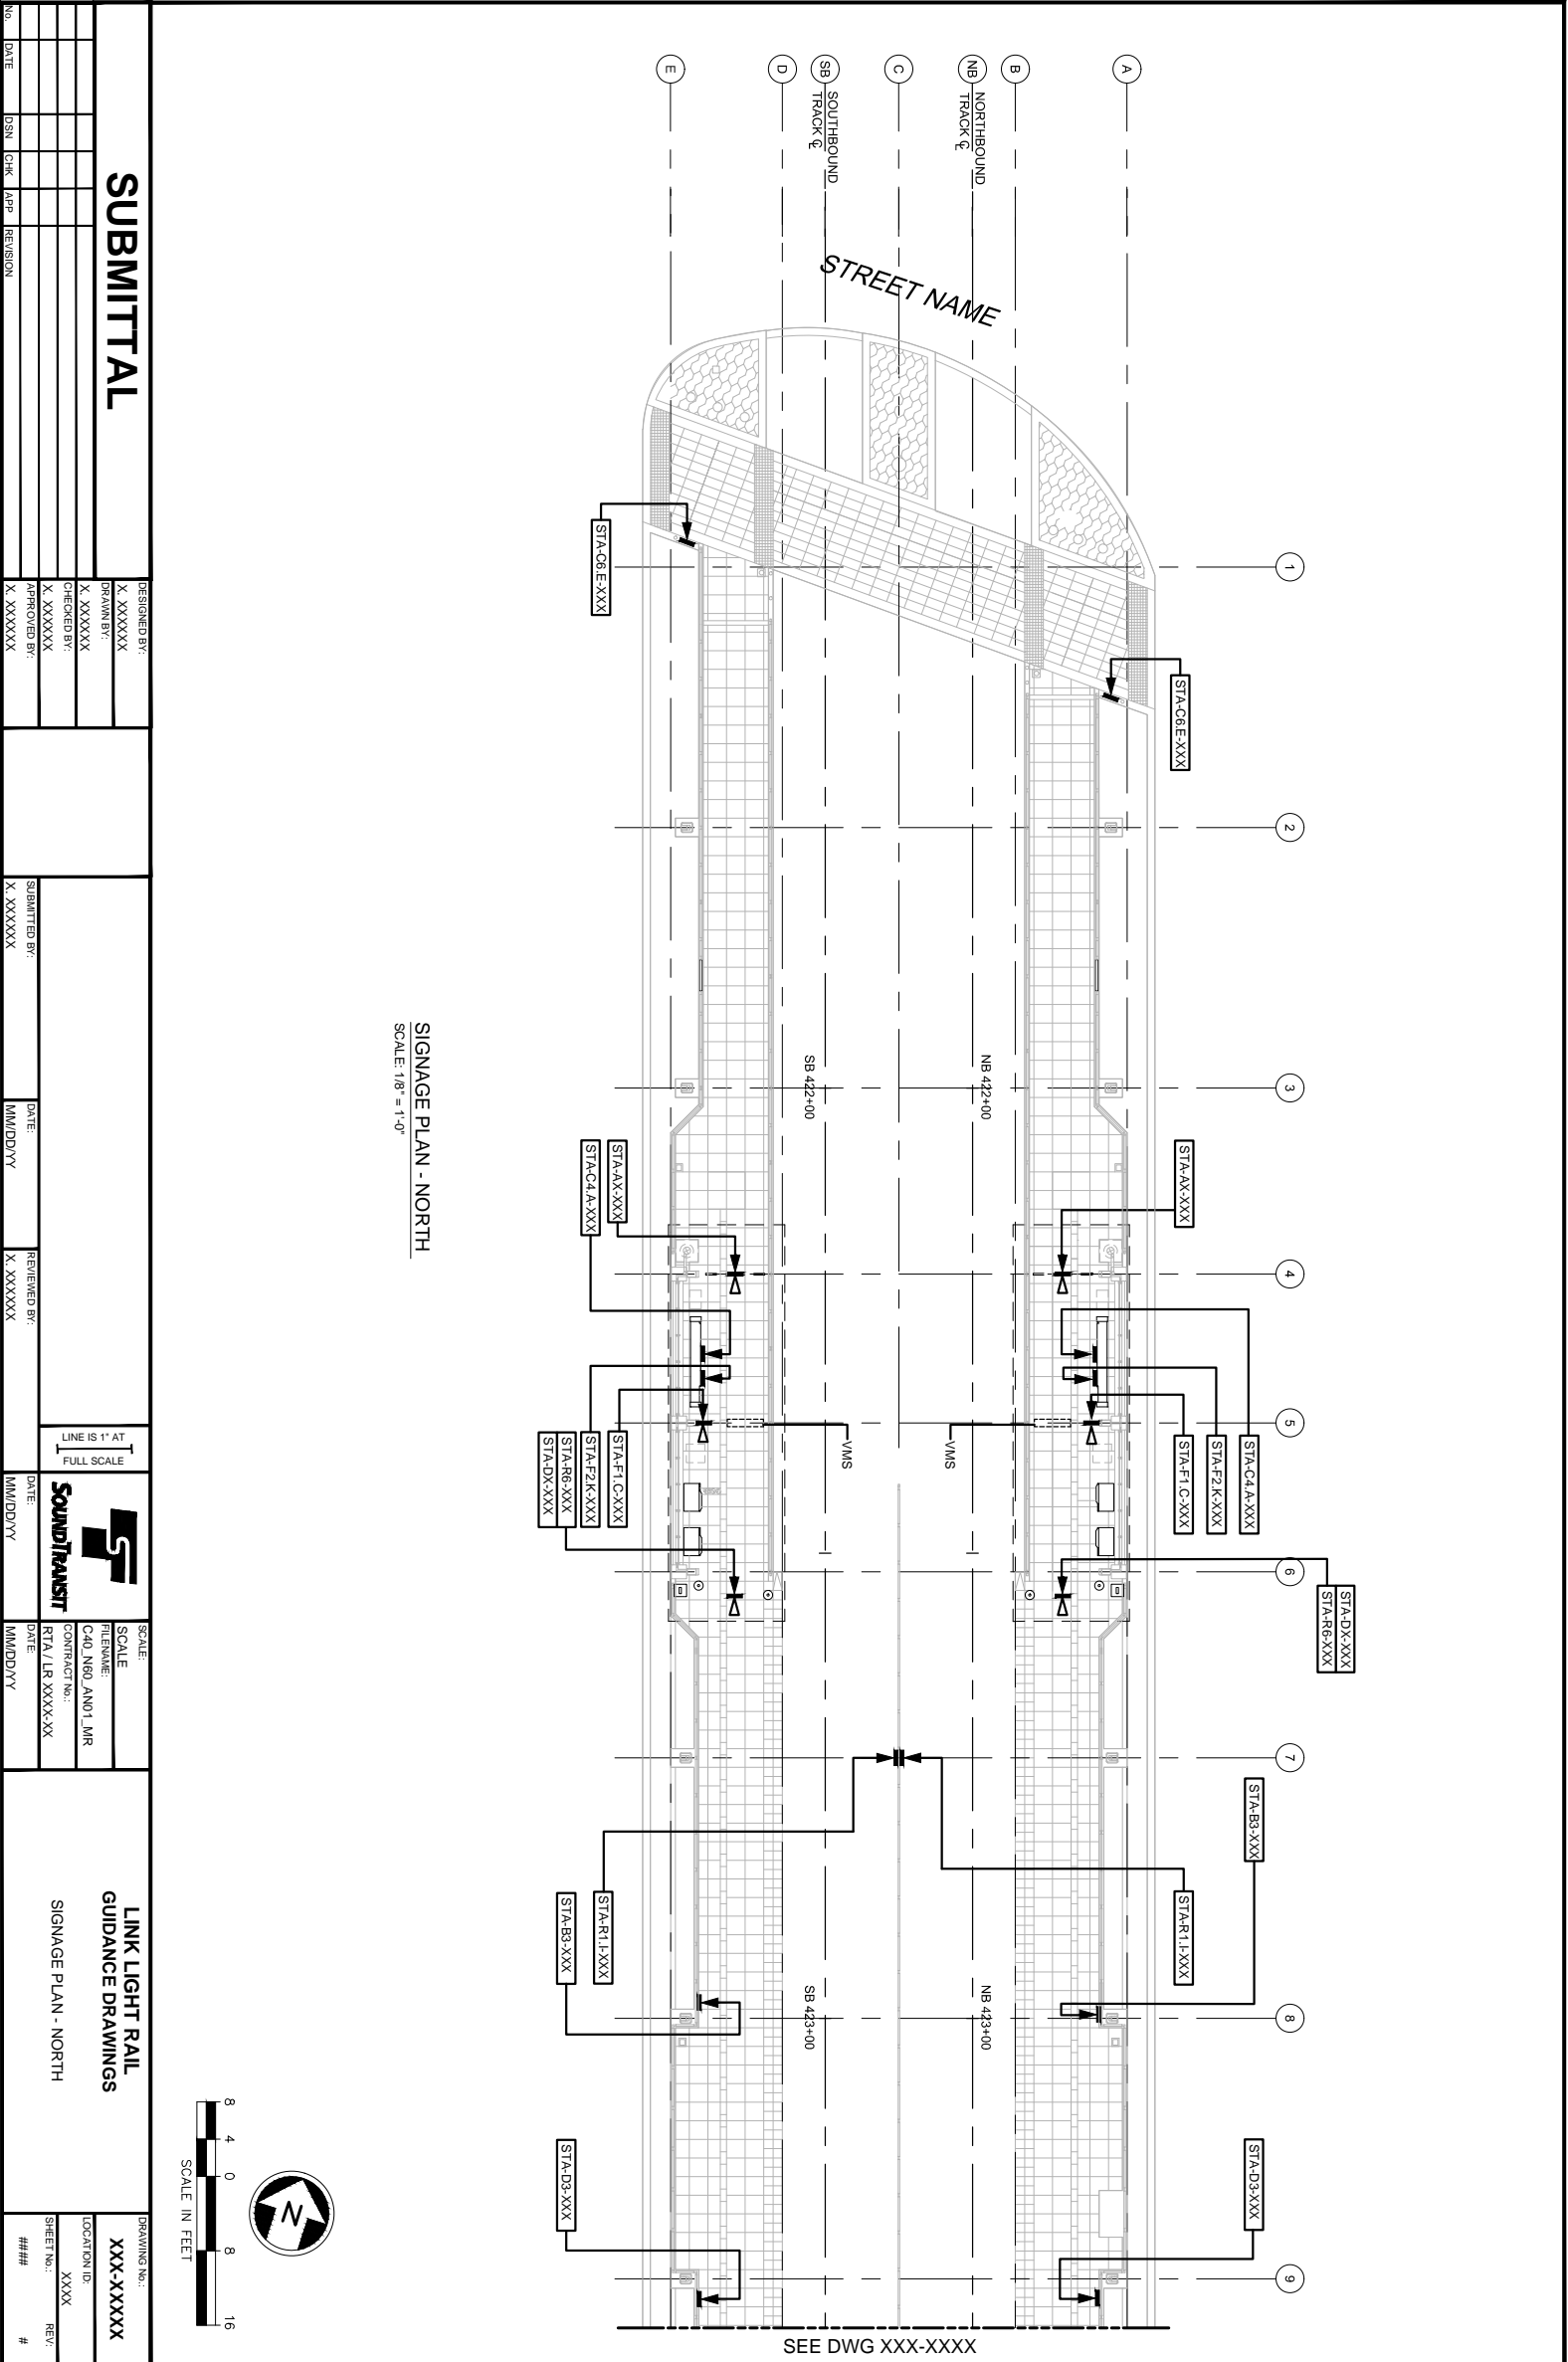 A
B
NB
NORTHBOUND
TRACK ℄
C
SB
SOUTHBOUND
TRACK ℄
D
E
STREET NAME
1
2
3
4
5
6
7
8
9
STA-C6.E-XXX
STA-AX-XXX
STA-C4.A-XXX
STA-F2.K-XXX
STA-F1.C-XXX
STA-DX-XXX
STA-R6-XXX
STA-B3-XXX
STA-R1.I-XXX
STA-D3-XXX
NB 422+00
NB 423+00
VMS
VMS
SB 422+00
SB 423+00
STA-C6.E-XXX
STA-AX-XXX
STA-C4.A-XXX
STA-F1.C-XXX
STA-F2.K-XXX
STA-R6-XXX
STA-DX-XXX
STA-R1.I-XXX
STA-B3-XXX
STA-D3-XXX
SEE DWG XXX-XXXX
SIGNAGE PLAN - NORTH
SCALE: 1/8" = 1'-0"
N
8 4 0 8 16
SCALE IN FEET
SUBMITTAL
No. DATE DSN CHK APP REVISION
DESIGNED BY:
X. XXXXXX
DRAWN BY:
X. XXXXXX
CHECKED BY:
X. XXXXXX
APPROVED BY:
X. XXXXXX
SUBMITTED BY:
X. XXXXXX
DATE:
MM/DD/YY
REVIEWED BY:
X. XXXXXX
DATE:
MM/DD/YY
LINE IS 1" AT
FULL SCALE
SOUNDTRANSIT
SCALE:
SCALE
FILENAME:
C40_N60_AN01_MR
CONTRACT No.:
RTA / LR XXXX-XX
DATE:
MM/DD/YY
LINK LIGHT RAIL
GUIDANCE DRAWINGS
SIGNAGE PLAN - NORTH
DRAWING No.:
XXX-XXXXX
LOCATION ID:
XXXX
SHEET No.: REV:
#### #